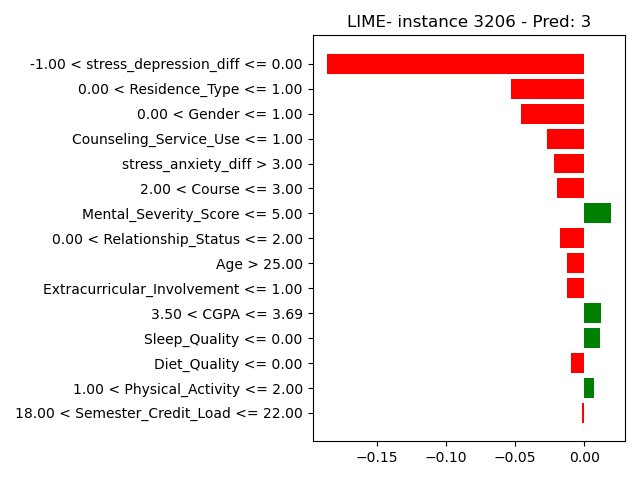 LIME- instance 3206 - Pred: 3
-1.00 < stress_depression_diff <= 0.00
0.00 < Residence_Type <= 1.00
0.00 < Gender <= 1.00
Counseling_Service_Use <= 1.00
stress_anxiety_diff > 3.00
2.00 < Course <= 3.00
Mental_Severity_Score <= 5.00
0.00 < Relationship_Status <= 2.00
Age > 25.00
Extracurricular_Involvement <= 1.00
3.50 < CGPA <= 3.69
Sleep_Quality <= 0.00
Diet_Quality <= 0.00
1.00 < Physical_Activity <= 2.00
18.00 < Semester_Credit_Load <= 22.00
−0.15 −0.10 −0.05 0.00